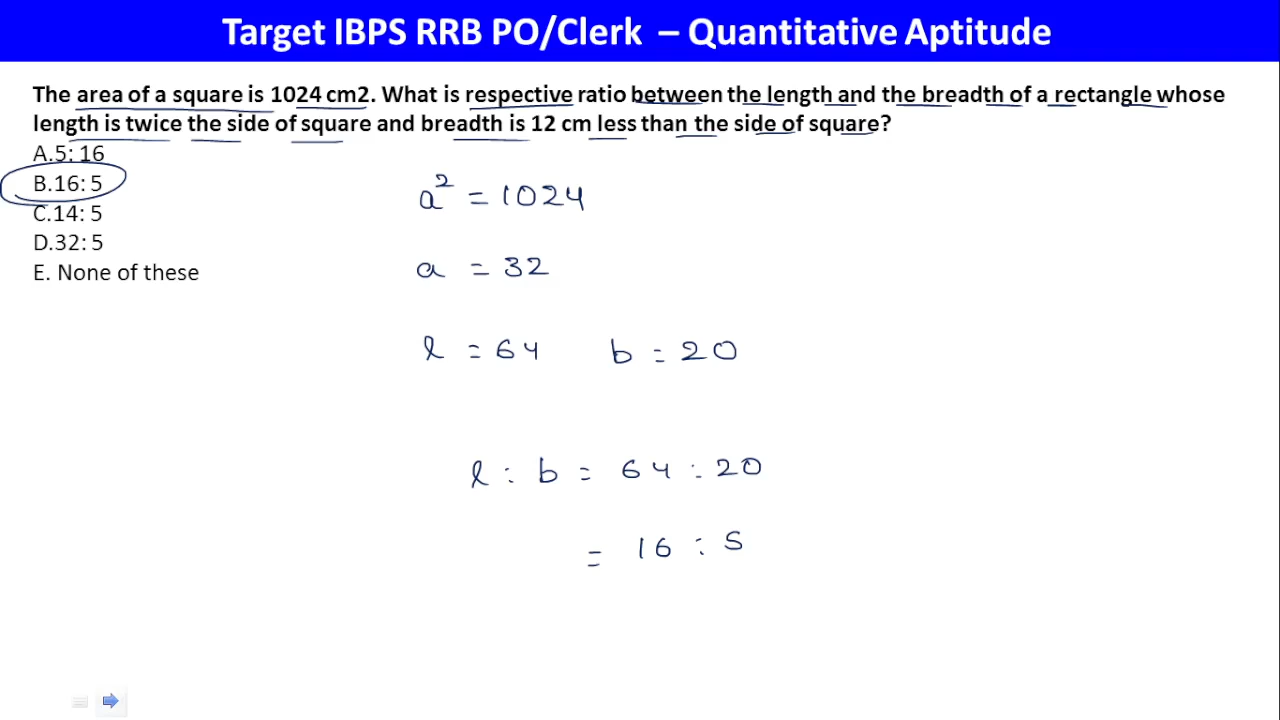 Target IBPS RRB PO/Clerk – Quantitative Aptitude
The area of a square is 1024 cm2. What is respective ratio between the length and the breadth of a rectangle whose
length is twice the side of square and breadth is 12 cm less than the side of square?
A.5: 16
B.16: 5
C.14: 5
D.32: 5
E. None of these
a² = 1024
a = 32
l = 64 b = 20
l : b = 64 : 20
= 16 : 5